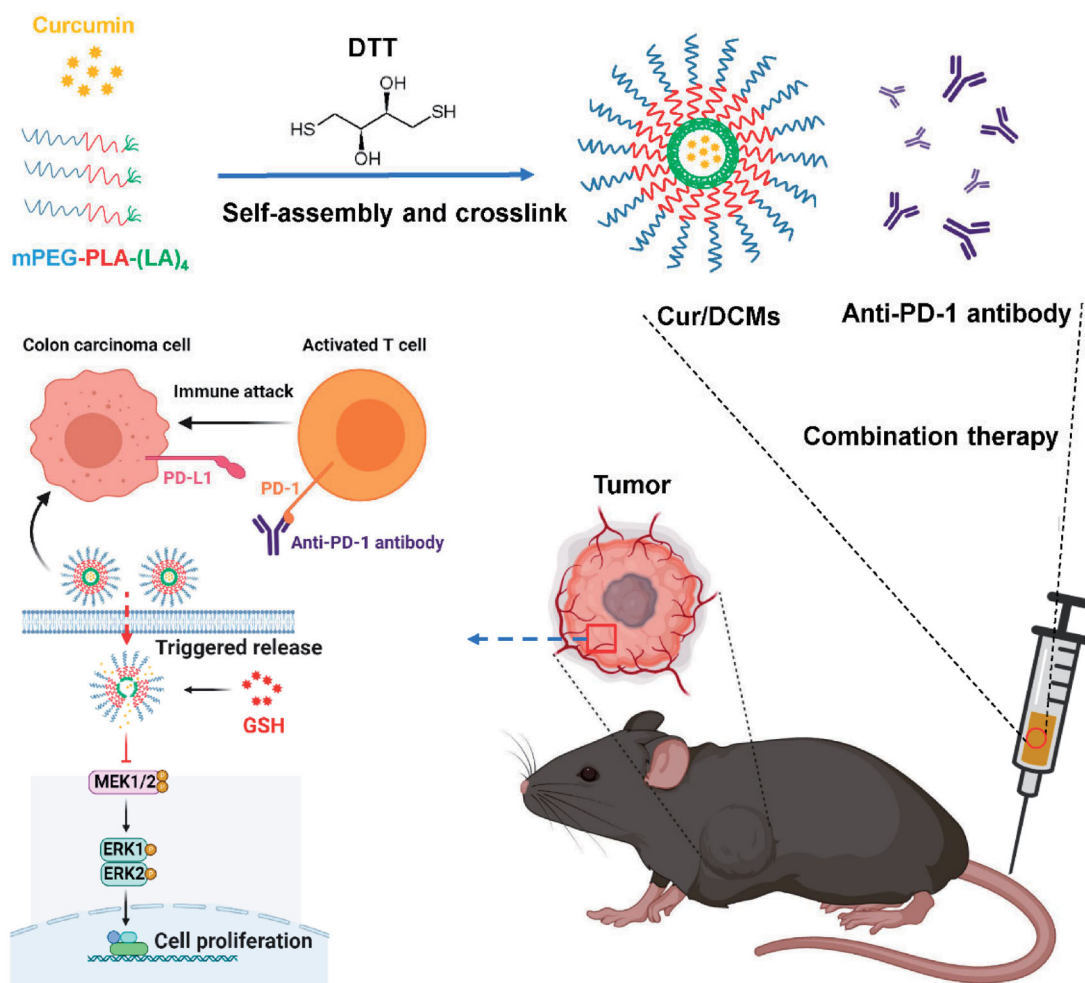 Curcumin
DTT
OH
HS
SH
OH
Self-assembly and crosslink
mPEG-PLA-(LA)₄
Cur/DCMs
Anti-PD-1 antibody
Combination therapy
Colon carcinoma cell
Activated T cell
Immune attack
PD-L1
PD-1
Anti-PD-1 antibody
Tumor
Triggered release
GSH
MEK1/2
P
P
ERK1
P
ERK2
P
Cell proliferation